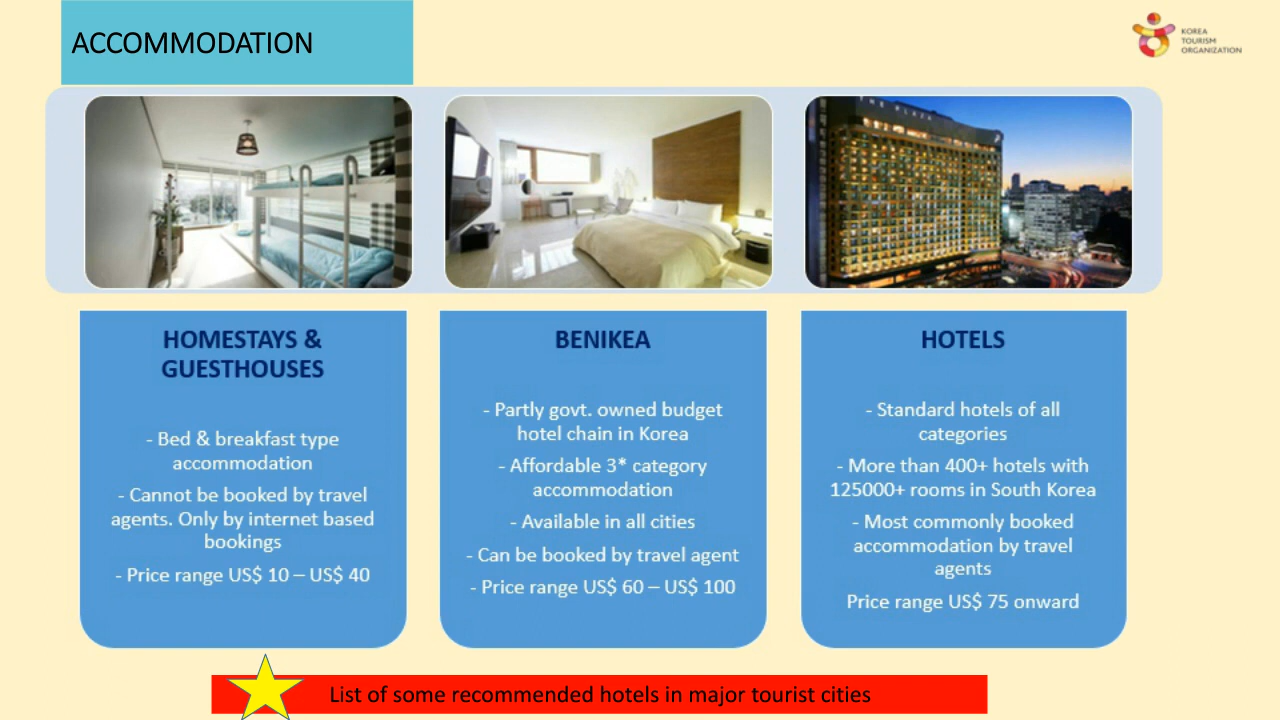 ACCOMMODATION
KOREA
TOURISM
ORGANIZATION
THE PLAZA
HOMESTAYS &
GUESTHOUSES
- Bed & breakfast type
accommodation
- Cannot be booked by travel
agents. Only by internet based
bookings
- Price range US$ 10 – US$ 40
BENIKEA
- Partly govt. owned budget
hotel chain in Korea
- Affordable 3* category
accommodation
- Available in all cities
- Can be booked by travel agent
- Price range US$ 60 – US$ 100
HOTELS
- Standard hotels of all
categories
- More than 400+ hotels with
125000+ rooms in South Korea
- Most commonly booked
accommodation by travel
agents
Price range US$ 75 onward
List of some recommended hotels in major tourist cities